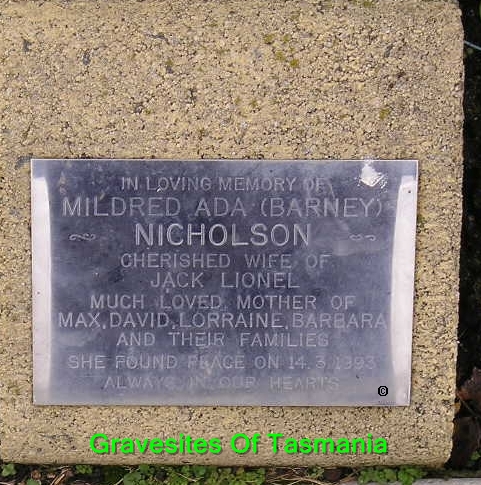 IN LOVING MEMORY OF
MILDRED ADA (BARNEY)
NICHOLSON
CHERISHED WIFE OF
JACK LIONEL
MUCH LOVED MOTHER OF
MAX, DAVID, LORRAINE, BARBARA
AND THEIR FAMILIES
SHE FOUND PEACE ON 14.3.1993
ALWAYS IN OUR HEARTS
©
Gravesites Of Tasmania